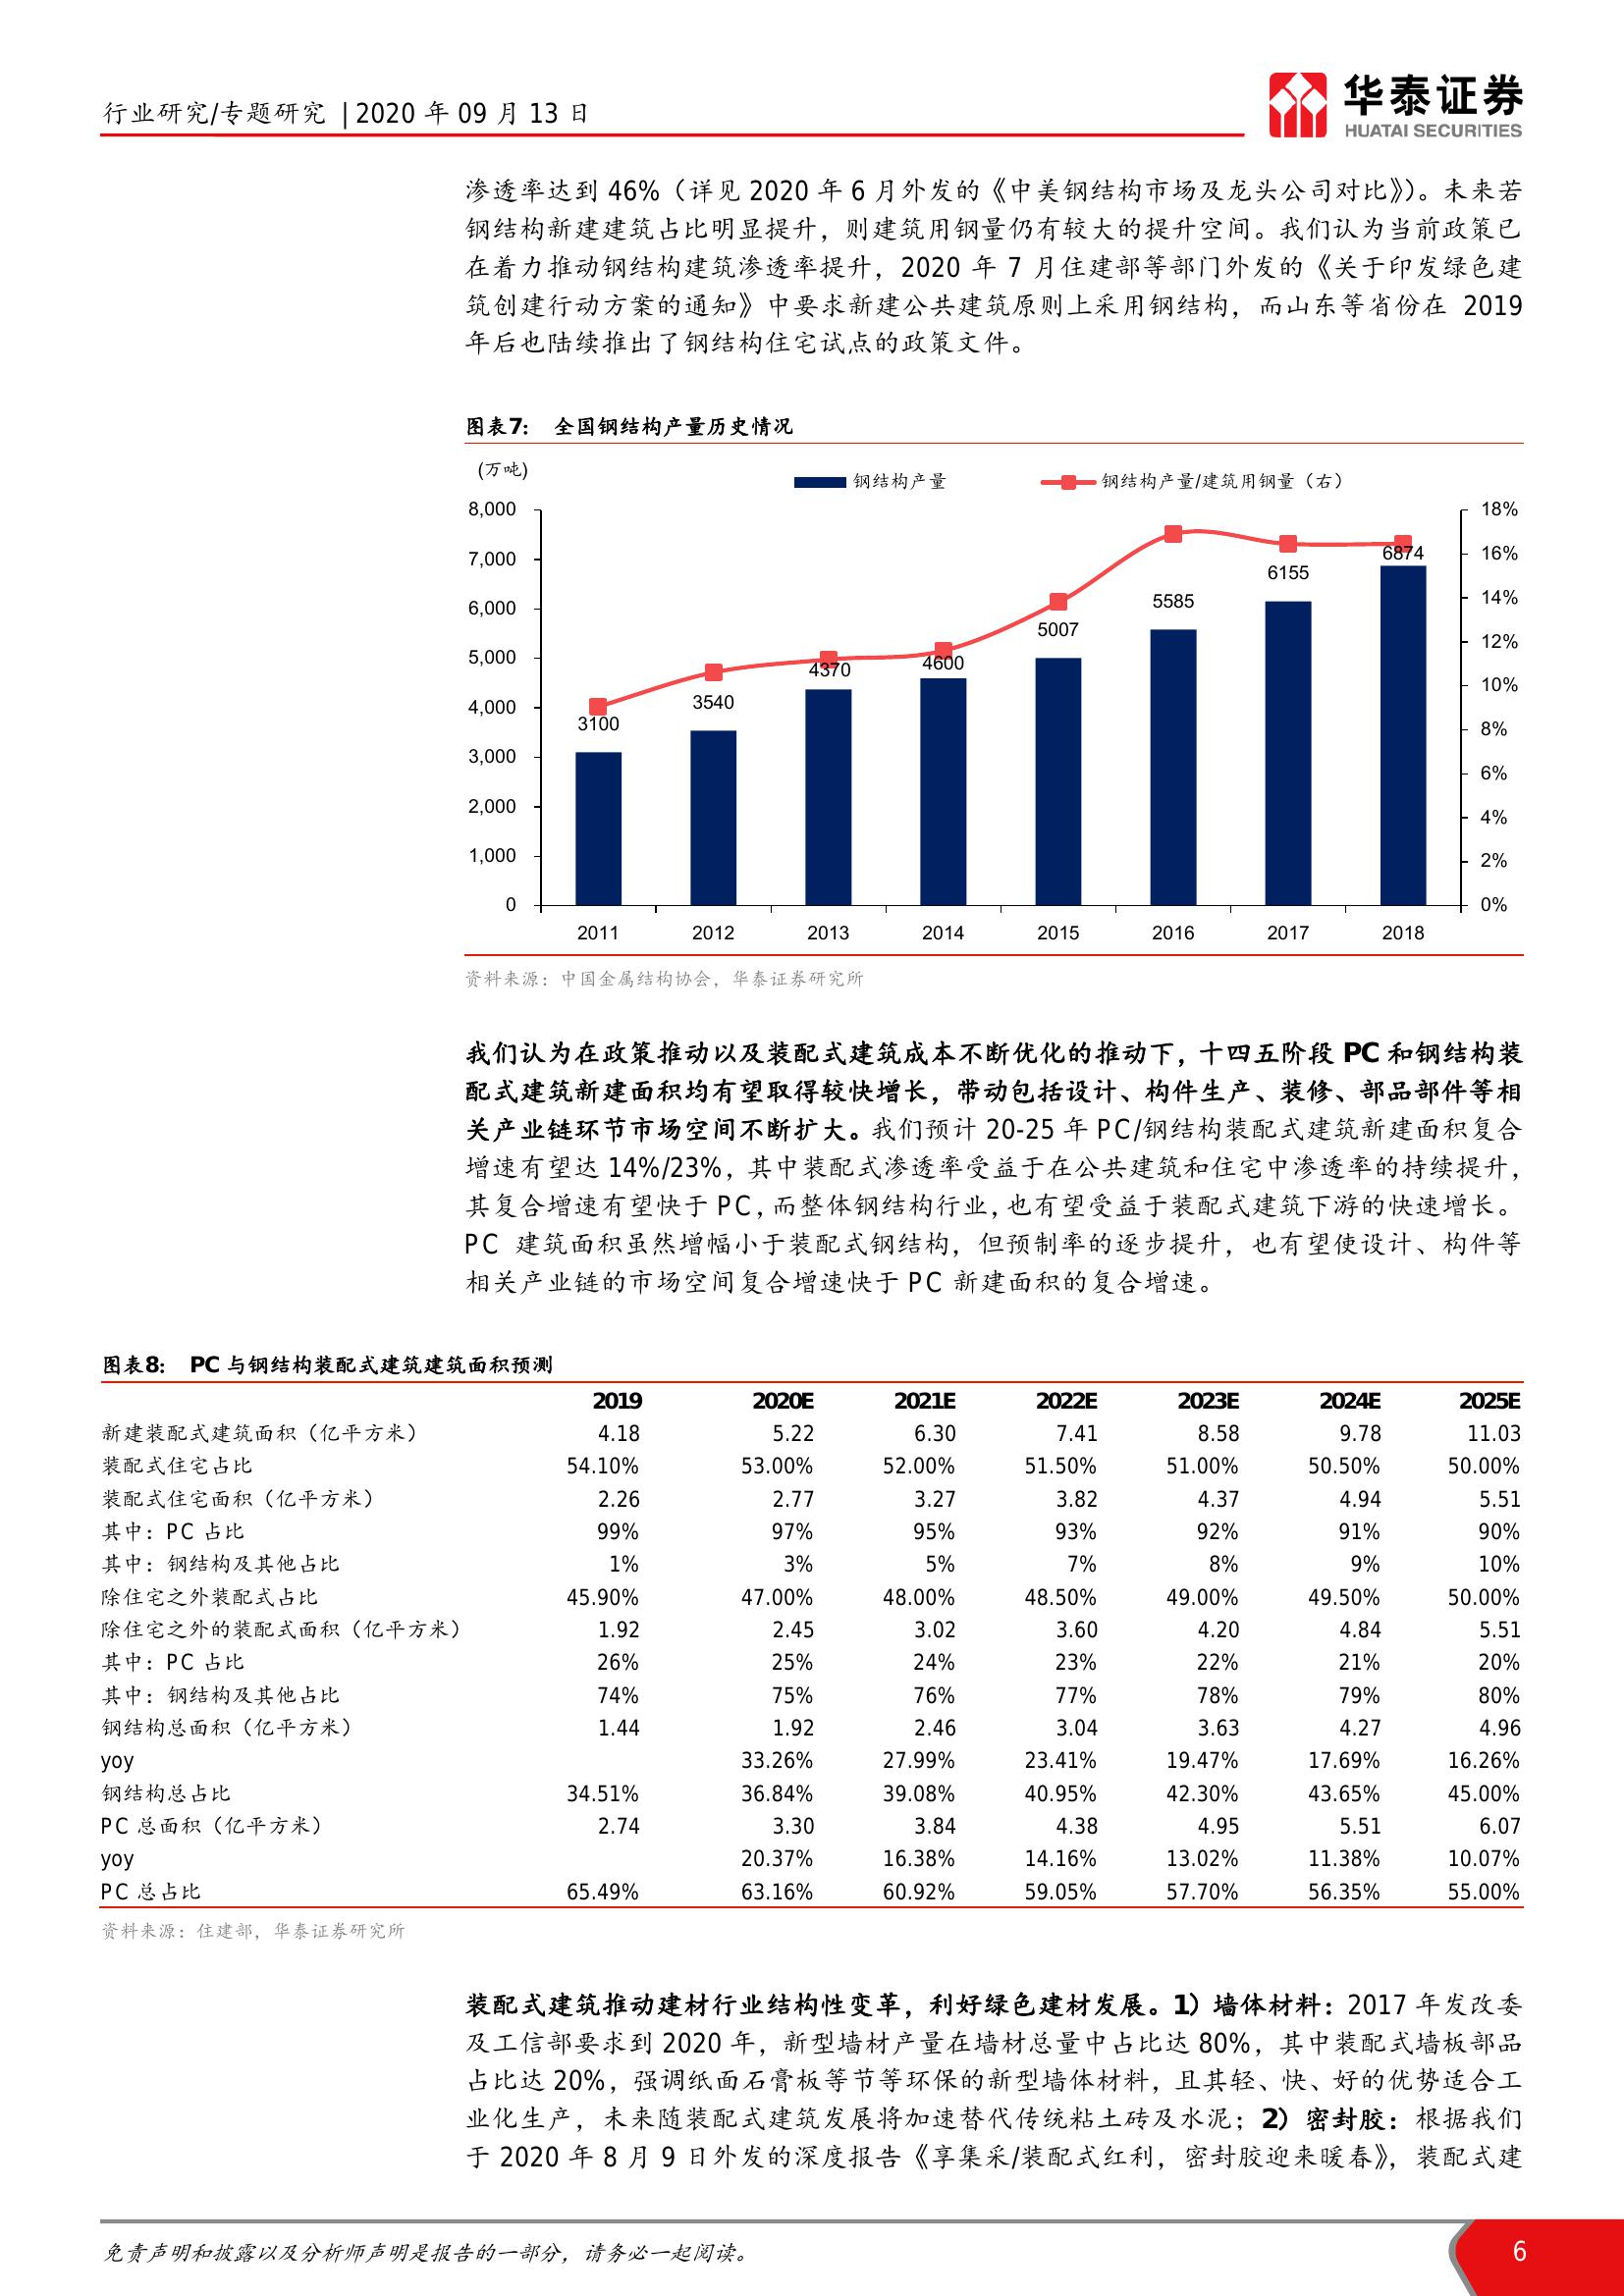 行业研究/专题研究 | 2020 年 09 月 13 日
华泰证券
HUATAI SECURITIES
渗透率达到 46%（详见 2020 年 6 月外发的《中美钢结构市场及龙头公司对比》）。未来若
钢结构新建建筑占比明显提升，则建筑用钢量仍有较大的提升空间。我们认为当前政策已
在着力推动钢结构建筑渗透率提升，2020 年 7 月住建部等部门外发的《关于印发绿色建
筑创建行动方案的通知》中要求新建公共建筑原则上采用钢结构，而山东等省份在 2019
年后也陆续推出了钢结构住宅试点的政策文件。
图表7： 全国钢结构产量历史情况
(万吨)
钢结构产量 钢结构产量/建筑用钢量（右）
8,000 18%
7,000 16%
6,000 14%
5,000 12%
4,000 10%
3,000 8%
2,000 6%
1,000 4%
0 2%
0%
3100 3540 4370 4600 5007 5585 6155 6874
2011 2012 2013 2014 2015 2016 2017 2018
资料来源：中国金属结构协会，华泰证券研究所
我们认为在政策推动以及装配式建筑成本不断优化的推动下，十四五阶段 PC 和钢结构装
配式建筑新建面积均有望取得较快增长，带动包括设计、构件生产、装修、部品部件等相
关产业链环节市场空间不断扩大。我们预计 20-25 年 PC/钢结构装配式建筑新建面积复合
增速有望达 14%/23%，其中装配式渗透率受益于在公共建筑和住宅中渗透率的持续提升，
其复合增速有望快于 PC，而整体钢结构行业，也有望受益于装配式建筑下游的快速增长。
PC 建筑面积虽然增幅小于装配式钢结构，但预制率的逐步提升，也有望使设计、构件等
相关产业链的市场空间复合增速快于 PC 新建面积的复合增速。
图表8： PC 与钢结构装配式建筑建筑面积预测
2019 2020E 2021E 2022E 2023E 2024E 2025E
新建装配式建筑面积（亿平方米） 4.18 5.22 6.30 7.41 8.58 9.78 11.03
装配式住宅占比 54.10% 53.00% 52.00% 51.50% 51.00% 50.50% 50.00%
装配式住宅面积（亿平方米） 2.26 2.77 3.27 3.82 4.37 4.94 5.51
其中：PC 占比 99% 97% 95% 93% 92% 91% 90%
其中：钢结构及其他占比 1% 3% 5% 7% 8% 9% 10%
除住宅之外装配式占比 45.90% 47.00% 48.00% 48.50% 49.00% 49.50% 50.00%
除住宅之外的装配式面积（亿平方米） 1.92 2.45 3.02 3.60 4.20 4.84 5.51
其中：PC 占比 26% 25% 24% 23% 22% 21% 20%
其中：钢结构及其他占比 74% 75% 76% 77% 78% 79% 80%
钢结构总面积（亿平方米） 1.44 1.92 2.46 3.04 3.63 4.27 4.96
yoy 33.26% 27.99% 23.41% 19.47% 17.69% 16.26%
钢结构总占比 34.51% 36.84% 39.08% 40.95% 42.30% 43.65% 45.00%
PC 总面积（亿平方米） 2.74 3.30 3.84 4.38 4.95 5.51 6.07
yoy 20.37% 16.38% 14.16% 13.02% 11.38% 10.07%
PC 总占比 65.49% 63.16% 60.92% 59.05% 57.70% 56.35% 55.00%
资料来源：住建部，华泰证券研究所
装配式建筑推动建材行业结构性变革，利好绿色建材发展。1）墙体材料：2017 年发改委
及工信部要求到 2020 年，新型墙材产量在墙材总量中占比达 80%，其中装配式墙板部品
占比达 20%，强调纸面石膏板等节等环保的新型墙体材料，且其轻、快、好的优势适合工
业化生产，未来随装配式建筑发展将加速替代传统粘土砖及水泥；2）密封胶：根据我们
于 2020 年 8 月 9 日外发的深度报告《享集采/装配式红利，密封胶迎来暖春》，装配式建
免责声明和披露以及分析师声明是报告的一部分，请务必一起阅读。
6